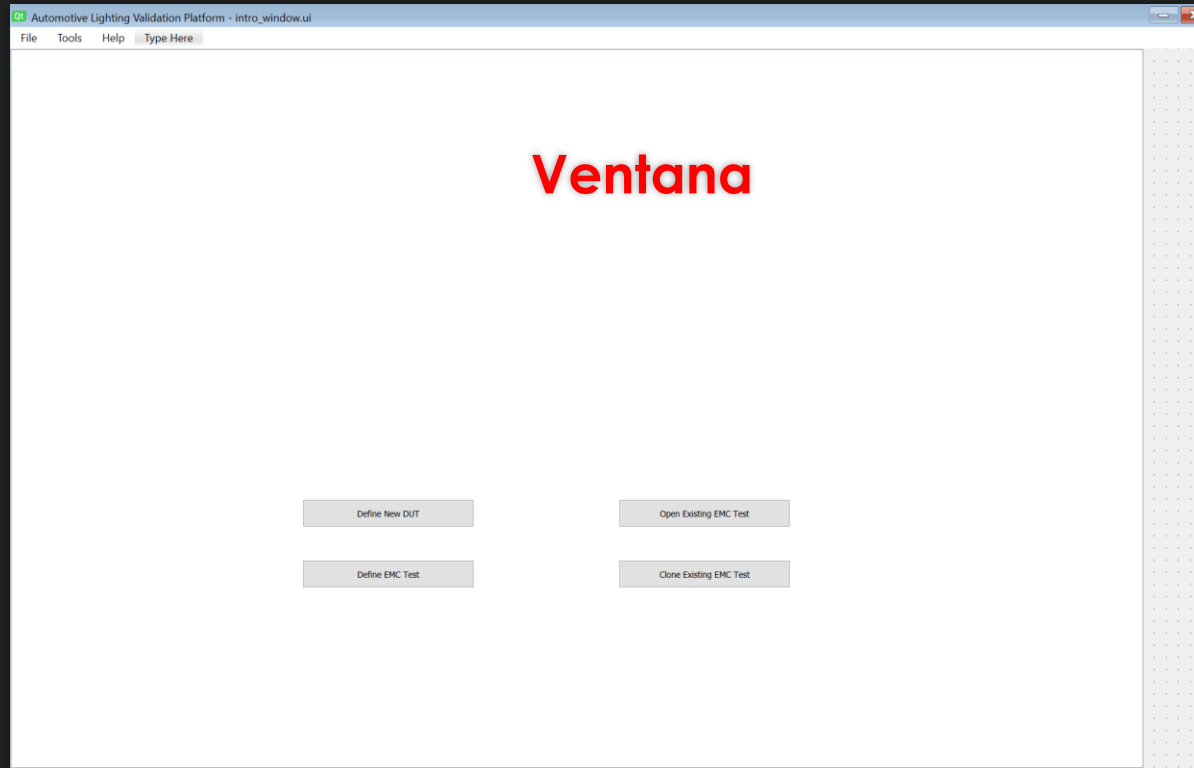 Qt Automotive Lighting Validation Platform - intro_window.ui
File Tools Help Type Here
Ventana
Define New DUT Open Existing EMC Test
Define EMC Test Clone Existing EMC Test